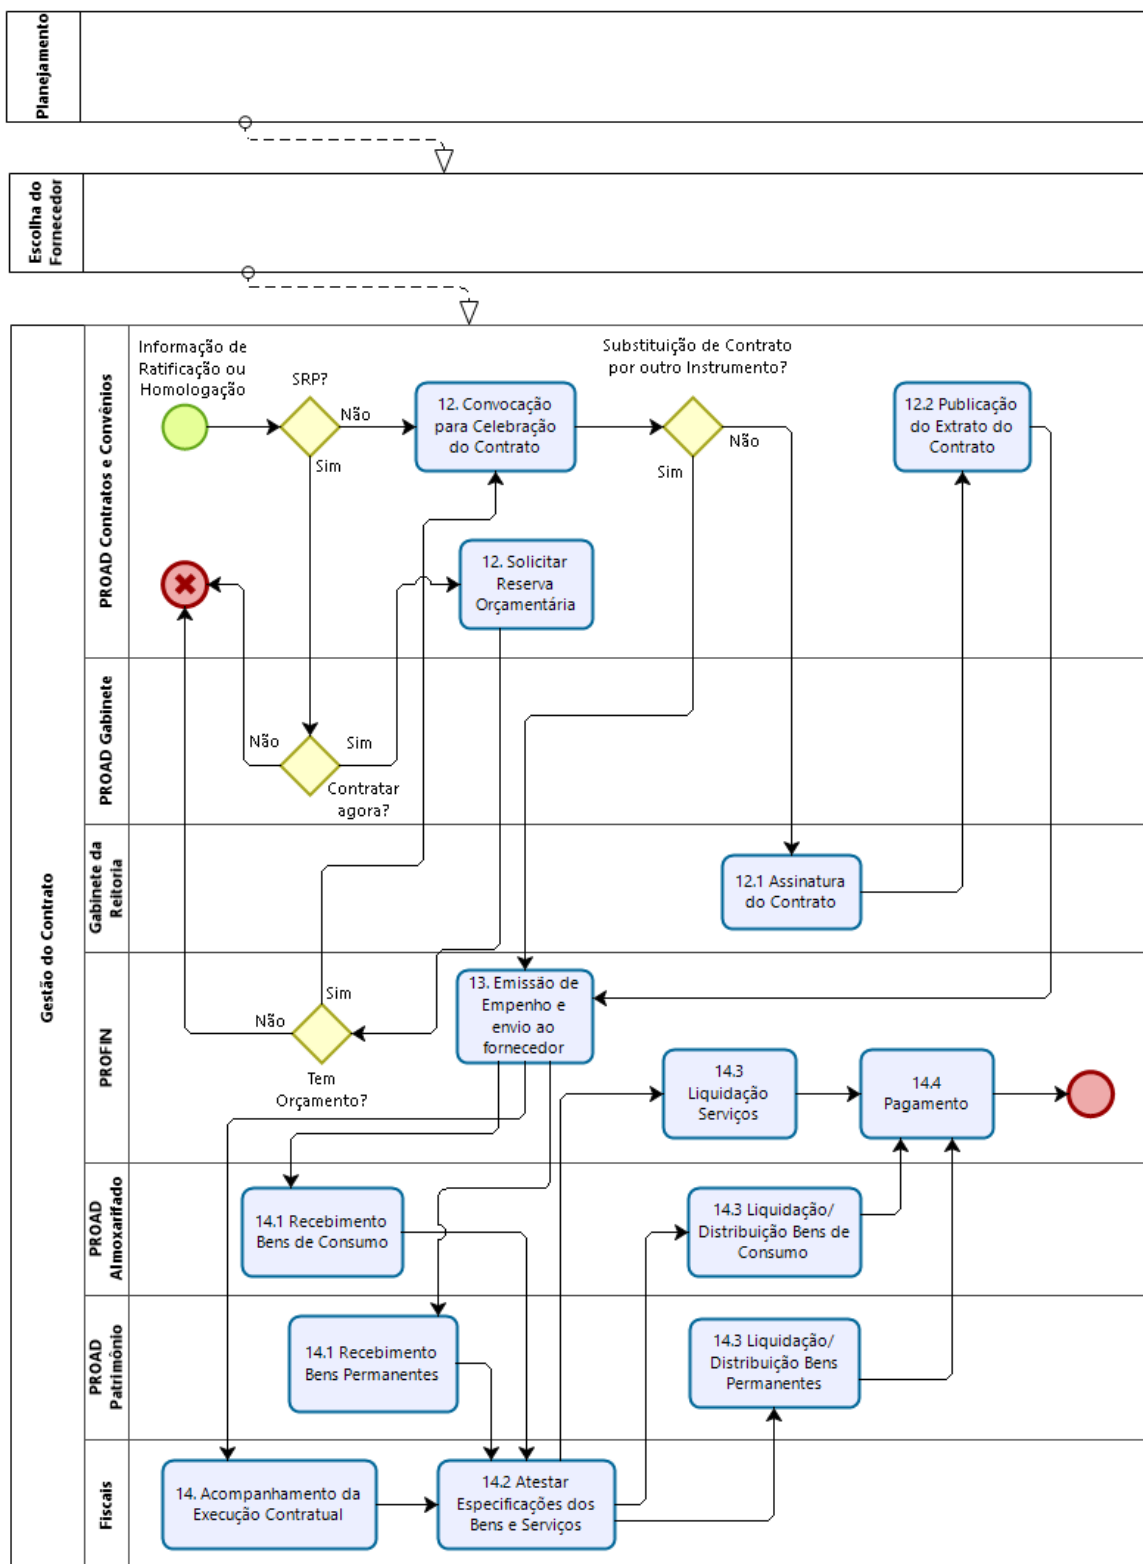 Planejamento
Escolha do
Fornecedor
Gestão do Contrato
PROAD Contratos e Convênios
Informação de
Ratificação ou
Homologação
SRP?
Não
Sim
12. Convocação
para Celebração
do Contrato
Substituição de Contrato
por outro Instrumento?
Não
Sim
12.2 Publicação
do Extrato do
Contrato
12. Solicitar
Reserva
Orçamentária
PROAD Gabinete
Não
Sim
Contratar
agora?
Gabinete da
Reitoria
12.1 Assinatura
do Contrato
PROFIN
Sim
Não
Tem
Orçamento?
13. Emissão de
Empenho e
envio ao
fornecedor
14.3
Liquidação
Serviços
14.4
Pagamento
PROAD
Almoxarifado
14.1 Recebimento
Bens de Consumo
14.3 Liquidação/
Distribuição Bens de
Consumo
PROAD
Patrimônio
14.1 Recebimento
Bens Permanentes
14.3 Liquidação/
Distribuição Bens
Permanentes
Fiscais
14. Acompanhamento da
Execução Contratual
14.2 Atestar
Especificações dos
Bens e Serviços